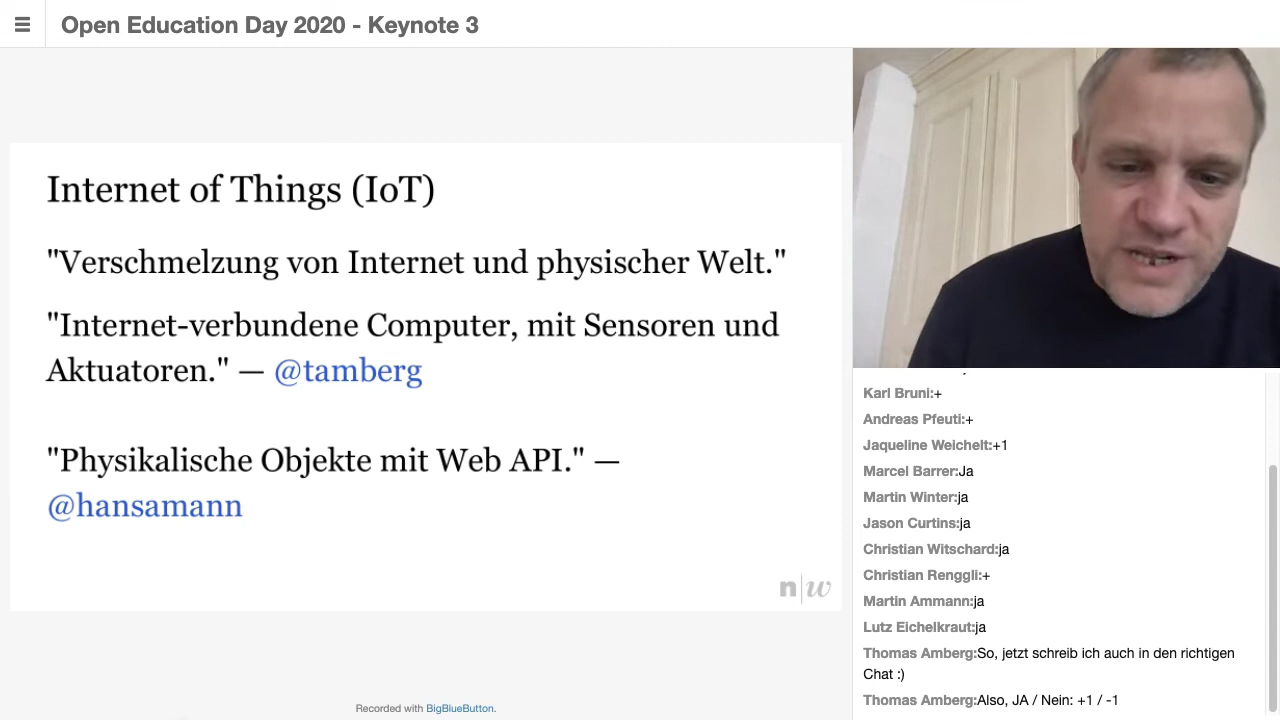 Open Education Day 2020 - Keynote 3
Internet of Things (IoT)
"Verschmelzung von Internet und physischer Welt."
"Internet-verbundene Computer, mit Sensoren und
Aktuatoren." — @tamberg
"Physikalische Objekte mit Web API." —
@hansamann
n|w
Recorded with BigBlueButton.
Karl Bruni:+
Andreas Pfeuti:+
Jaqueline Weichelt:+1
Marcel Barrer:Ja
Martin Winter:ja
Jason Curtins:ja
Christian Witschard:ja
Christian Renggli:+
Martin Ammann:ja
Lutz Eichelkraut:ja
Thomas Amberg:So, jetzt schreib ich auch in den richtigen
Chat :)
Thomas Amberg:Also, JA / Nein: +1 / -1